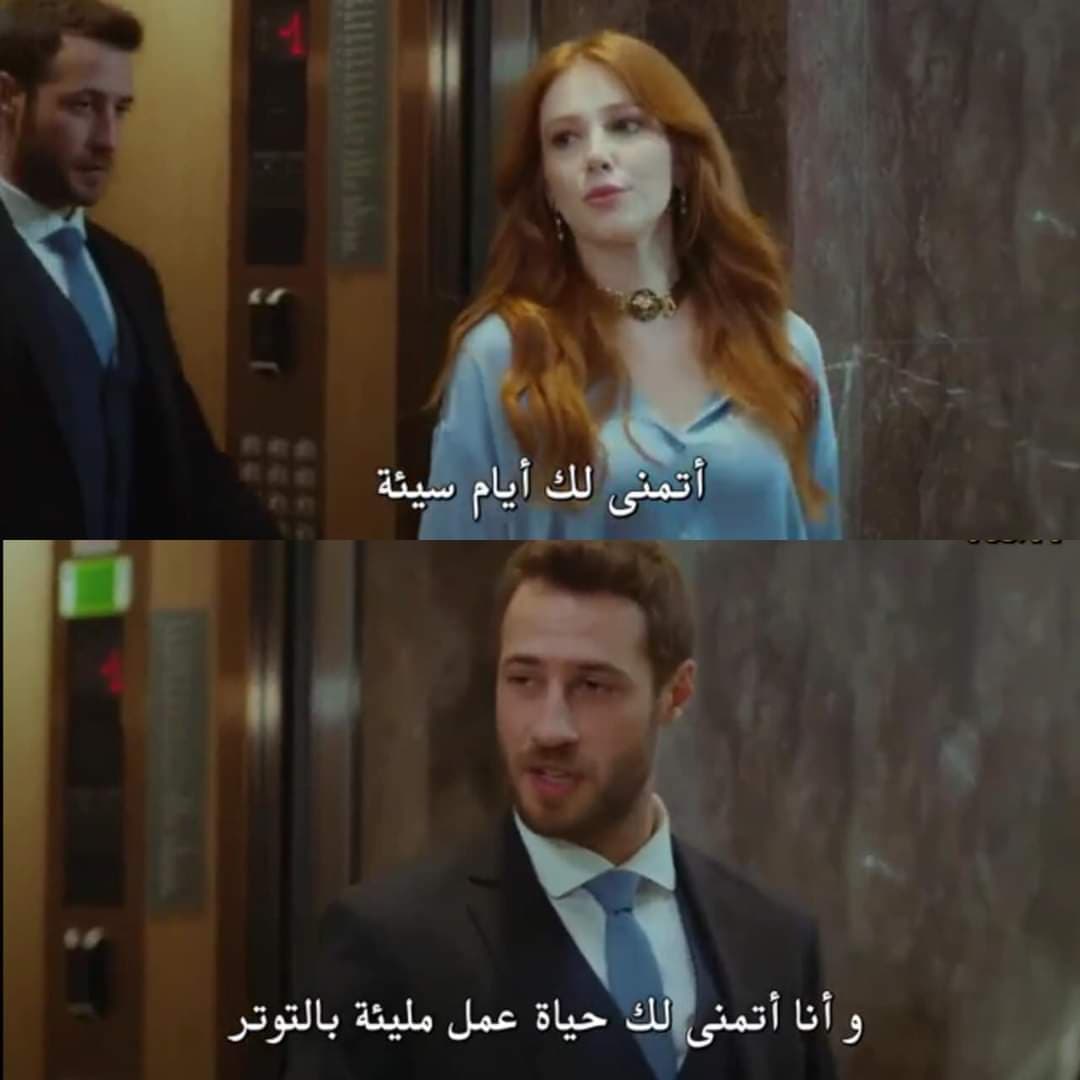 أتمنى لك أيام سيئة
و أنا أتمنى لك حياة عمل مليئة بالتوتر